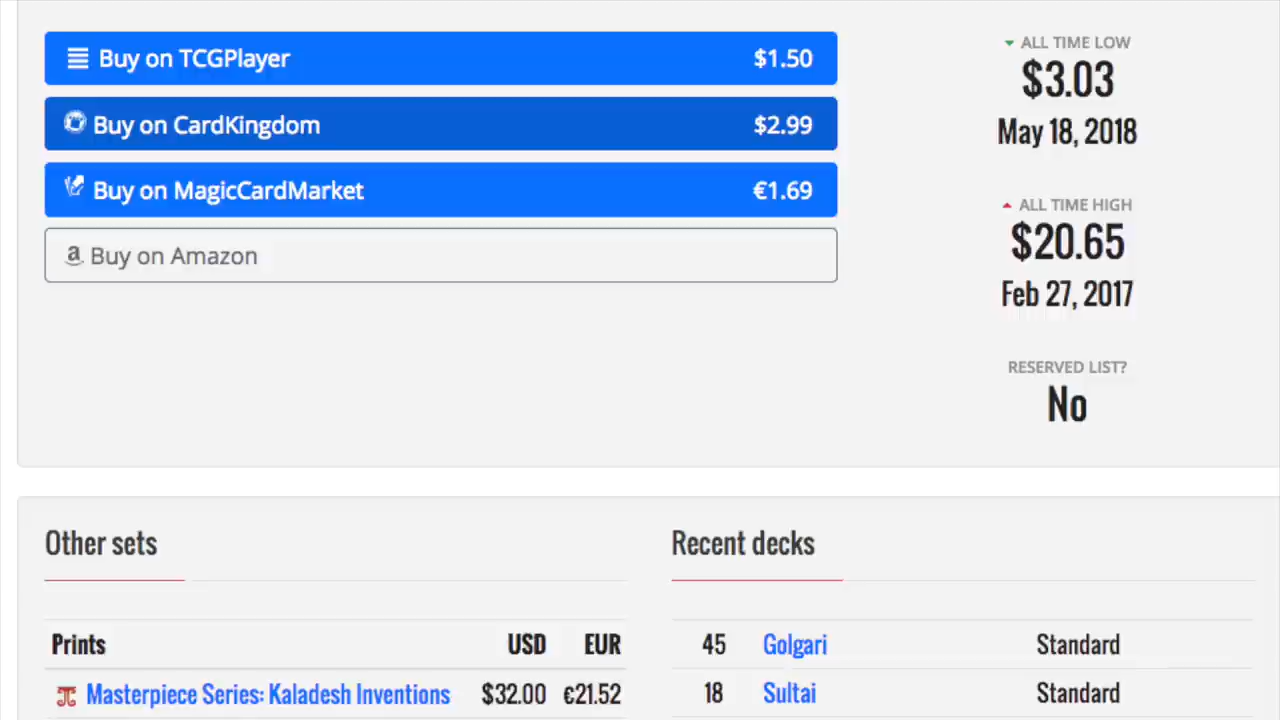 Buy on TCGPlayer $1.50
Buy on CardKingdom $2.99
Buy on MagicCardMarket €1.69
Buy on Amazon
ALL TIME LOW
$3.03
May 18, 2018
ALL TIME HIGH
$20.65
Feb 27, 2017
RESERVED LIST?
No
Other sets
Prints USD EUR
Masterpiece Series: Kaladesh Inventions $32.00 €21.52
Recent decks
45 Golgari Standard
18 Sultai Standard